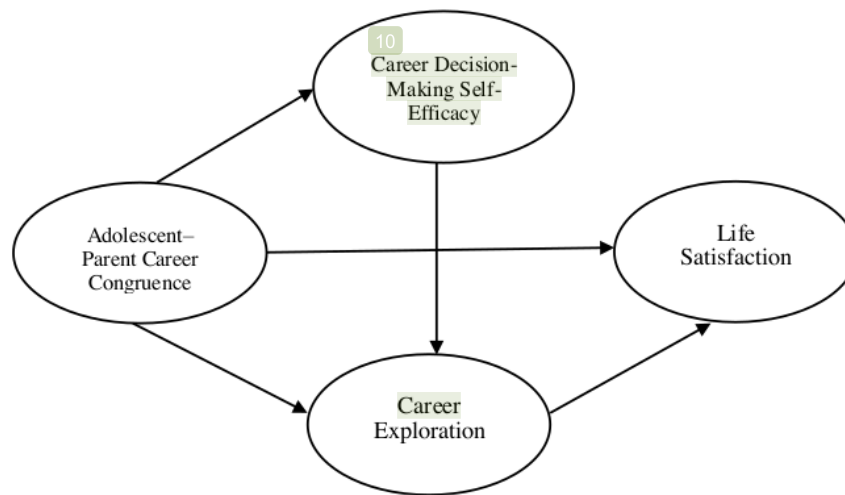 10
Career Decision-
Making Self-
Efficacy
Adolescent–
Parent Career
Congruence
Life
Satisfaction
Career
Exploration